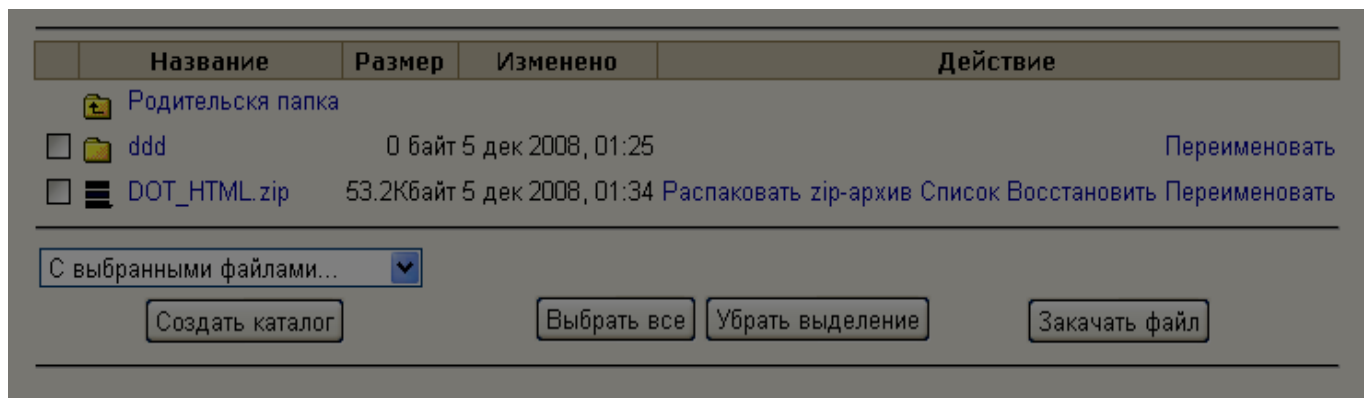 Название Размер Изменено Действие
Родительскя папка
ddd 0 байт 5 дек 2008, 01:25 Переименовать
DOT_HTML.zip 53.2Кбайт 5 дек 2008, 01:34 Распаковать zip-архив Список Восстановить Переименовать
С выбранными файлами...
Создать каталог Выбрать все Убрать выделение Закачать файл